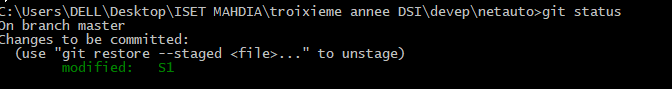 C:\Users\DELL\Desktop\ISET MAHDIA\troixieme annee DSI\devep\netauto>git status
On branch master
Changes to be committed:
  (use "git restore --staged <file>..." to unstage)
        modified:   S1